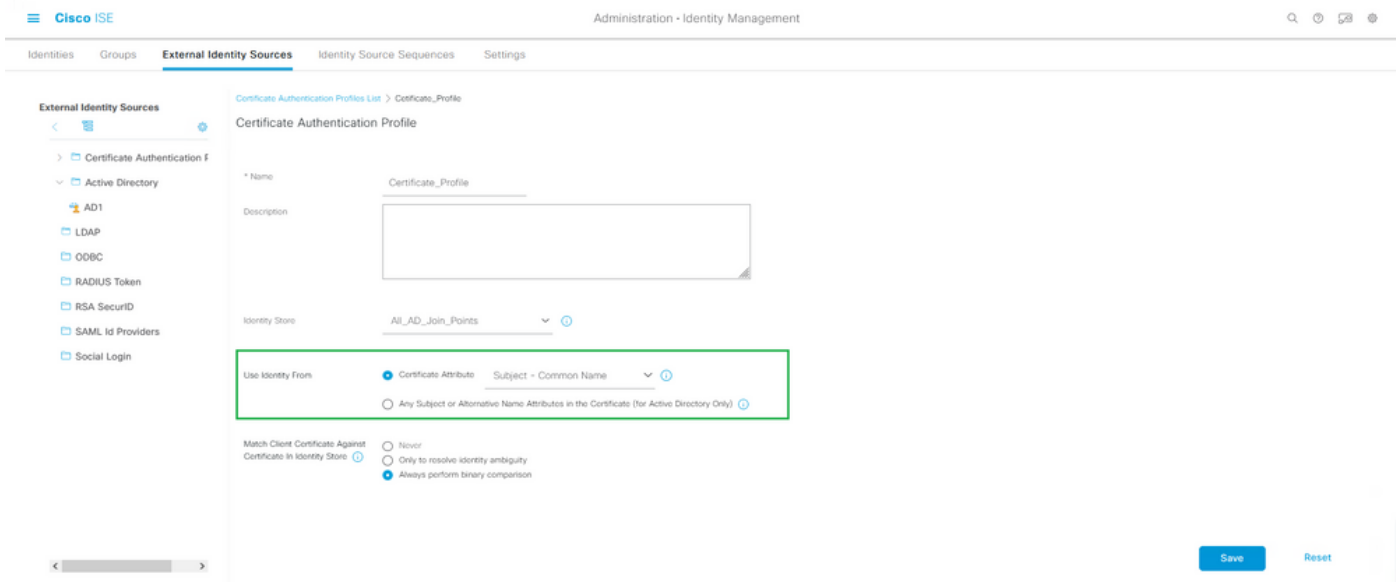 Cisco ISE
Administration · Identity Management
Identities Groups External Identity Sources Identity Source Sequences Settings
External Identity Sources
Certificate Authentication P
Active Directory
AD1
LDAP
ODBC
RADIUS Token
RSA SecurID
SAML Id Providers
Social Login
Certificate Authentication Profiles List > Cetificate_Profile
Certificate Authentication Profile
* Name
Certificate_Profile
Description
Identity Store All_AD_Join_Points
Use Identity From Certificate Attribute Subject - Common Name
Any Subject or Alternative Name Attributes in the Certificate (for Active Directory Only)
Match Client Certificate Against
Certificate In Identity Store
Never
Only to resolve identity ambiguity
Always perform binary comparison
Save Reset